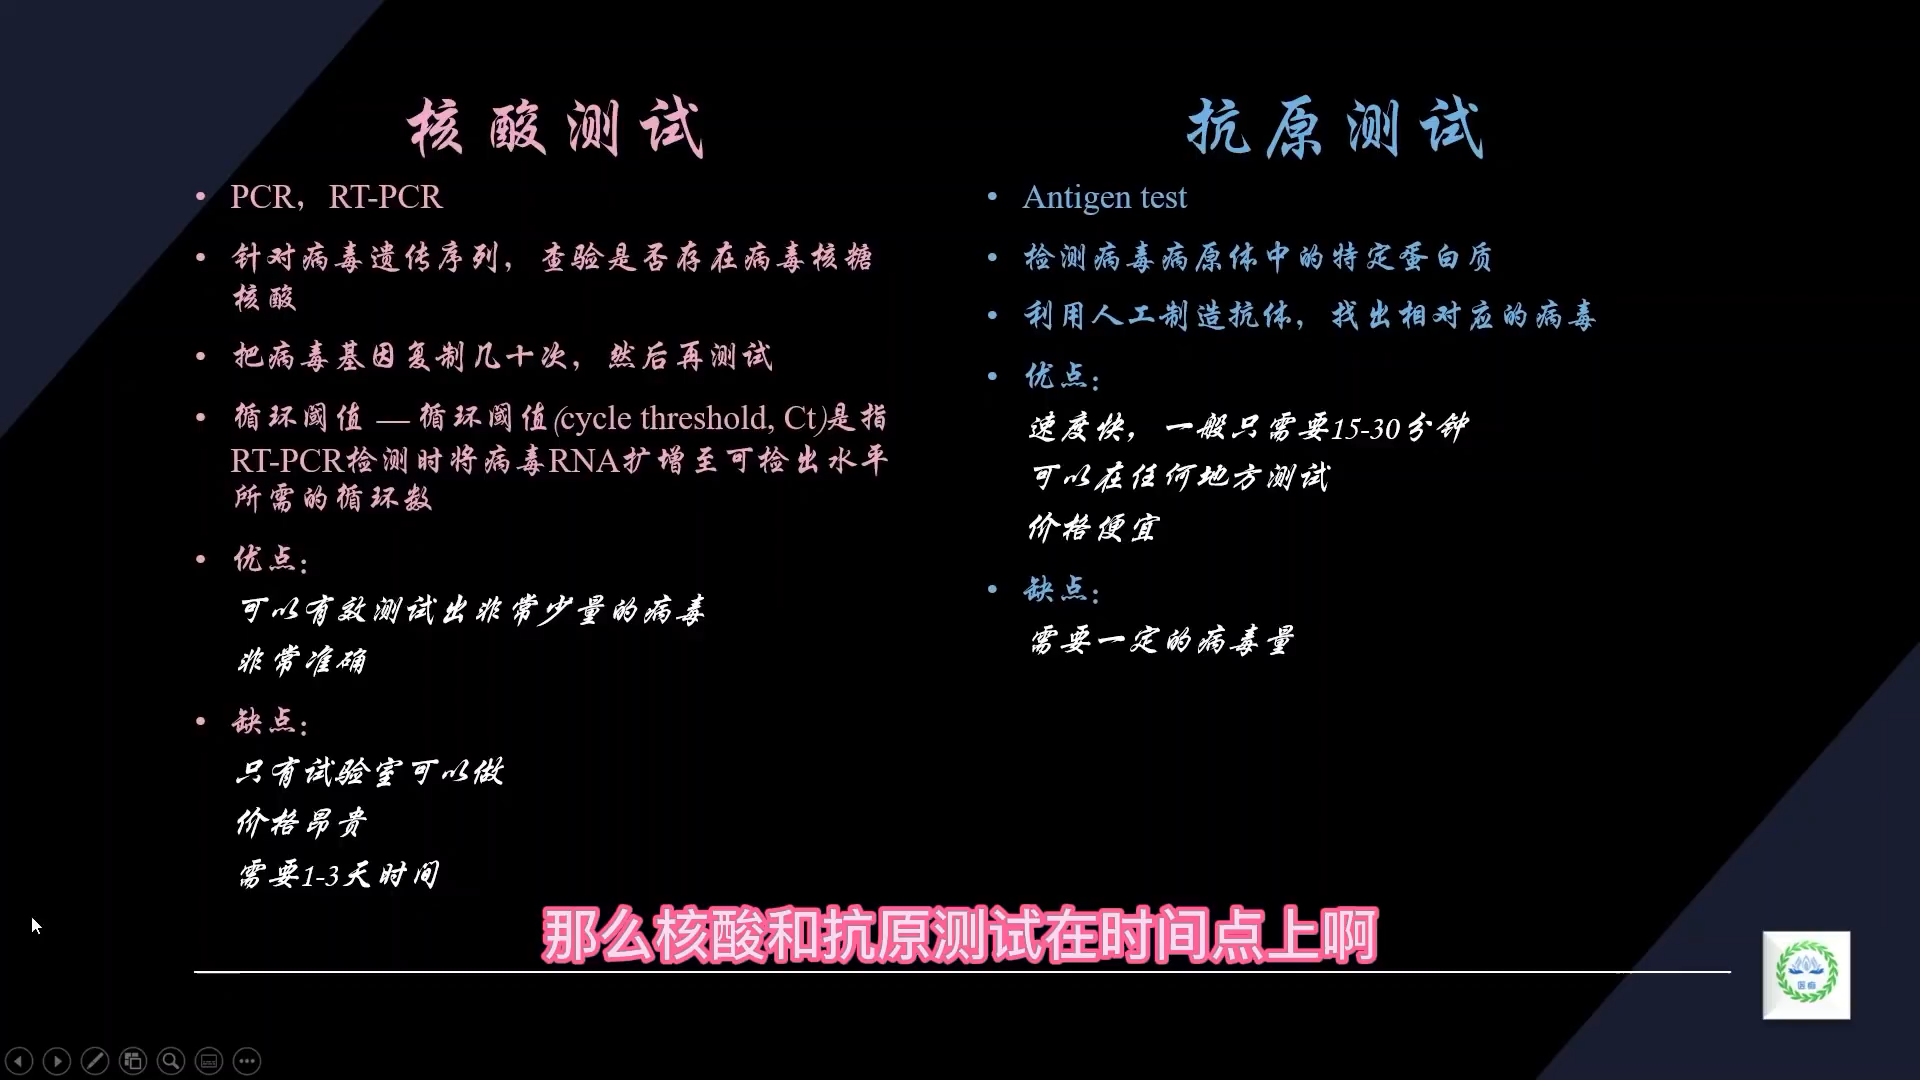 核酸测试
PCR，RT-PCR
针对病毒遗传序列，查验是否存在病毒核糖
核酸
把病毒基因复制几十次，然后再测试
循环阈值 — 循环阈值(cycle threshold, Ct)是指
RT-PCR检测时将病毒RNA扩增至可检出水平
所需的循环数
优点：
可以有效测试出非常少量的病毒
非常准确
缺点：
只有试验室可以做
价格昂贵
需要1-3天时间
抗原测试
Antigen test
检测病毒病原体中的特定蛋白质
利用人工制造抗体，找出相对应的病毒
优点：
速度快，一般只需要15-30分钟
可以在任何地方测试
价格便宜
缺点：
需要一定的病毒量
那么核酸和抗原测试在时间点上啊